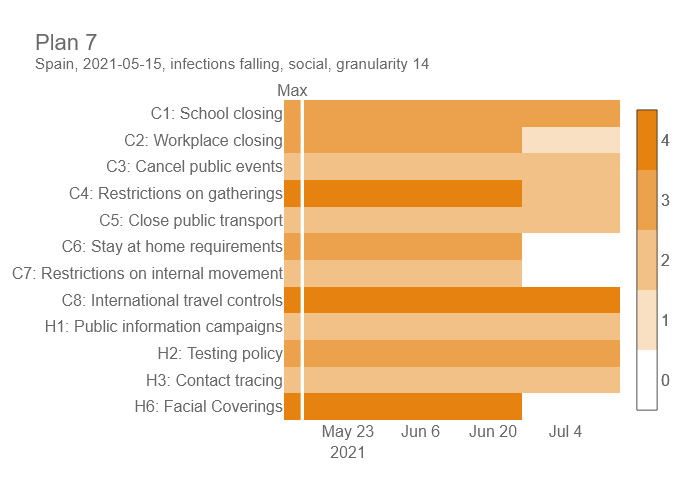 Plan 7
Spain, 2021-05-15, infections falling, social, granularity 14
Max
C1: School closing
C2: Workplace closing
C3: Cancel public events
C4: Restrictions on gatherings
C5: Close public transport
C6: Stay at home requirements
C7: Restrictions on internal movement
C8: International travel controls
H1: Public information campaigns
H2: Testing policy
H3: Contact tracing
H6: Facial Coverings
May 23 Jun 6 Jun 20 Jul 4
2021
4
3
2
1
0